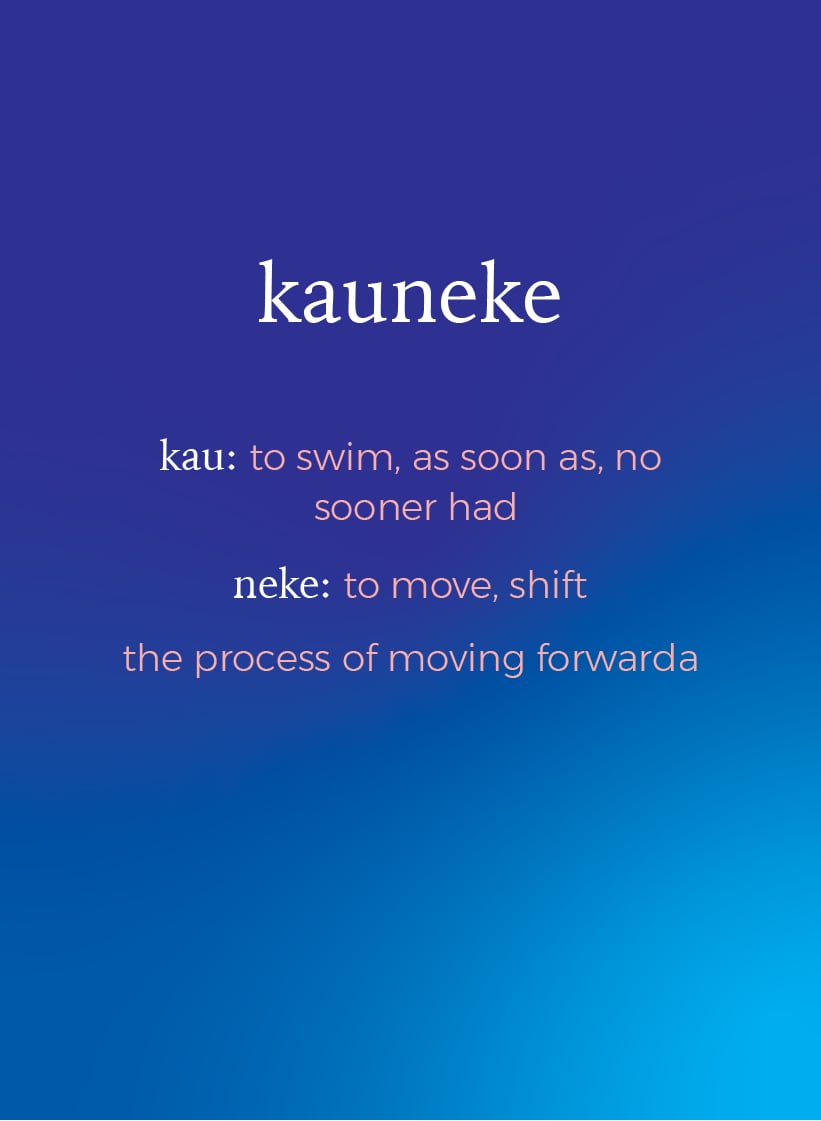 kauneke
kau: to swim, as soon as, no
sooner had
neke: to move, shift
the process of moving forwarda